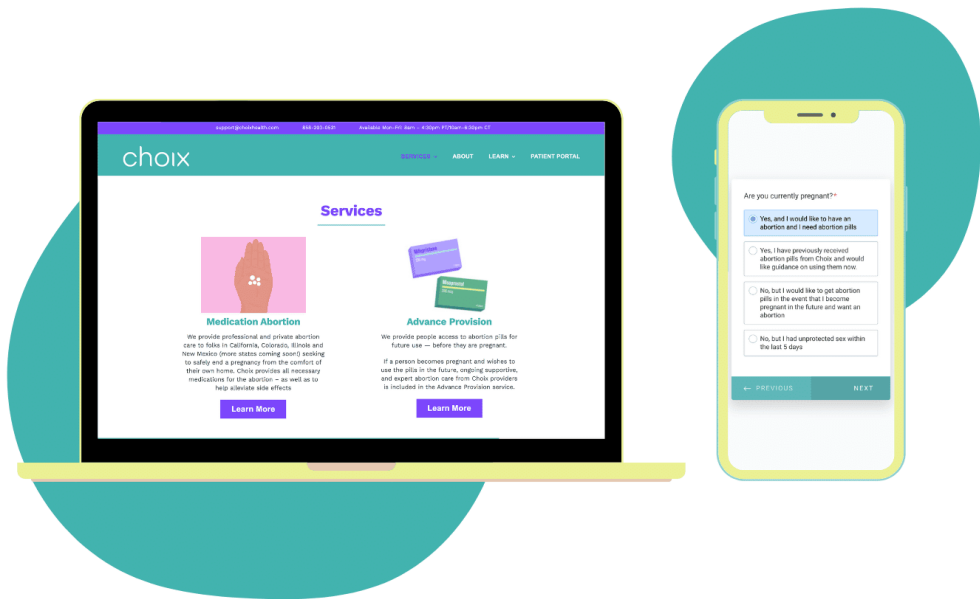 support@choixhealth.com
Available Mon-Fri 8am - 4:30pm PT/10am-6:30pm CT
choix
SERVICES
ABOUT
LEARN
PATIENT PORTAL
Services
Medication Abortion
We provide professional and private abortion
care to folks in California, Colorado, Illinois and
New Mexico (more states coming soon!) seeking
to safely end a pregnancy from the comfort of
their own home. Choix provides all necessary
medications for the abortion – as well as to
help alleviate side effects
Learn More
Advance Provision
We provide people access to abortion pills for
future use — before they are pregnant.
If a person becomes pregnant and wishes to
use the pills in the future, ongoing supportive,
and expert abortion care from Choix providers
is included in the Advance Provision service.
Learn More
Are you currently pregnant?*
Yes, and I would like to have an
abortion and I need abortion pills
Yes, I have previously received
abortion pills from Choix and would
like guidance on using them now.
No, but I would like to get abortion
pills in the event that I become
pregnant in the future and want an
abortion
No, but I had unprotected sex within
the last 5 days
← PREVIOUS
NEXT